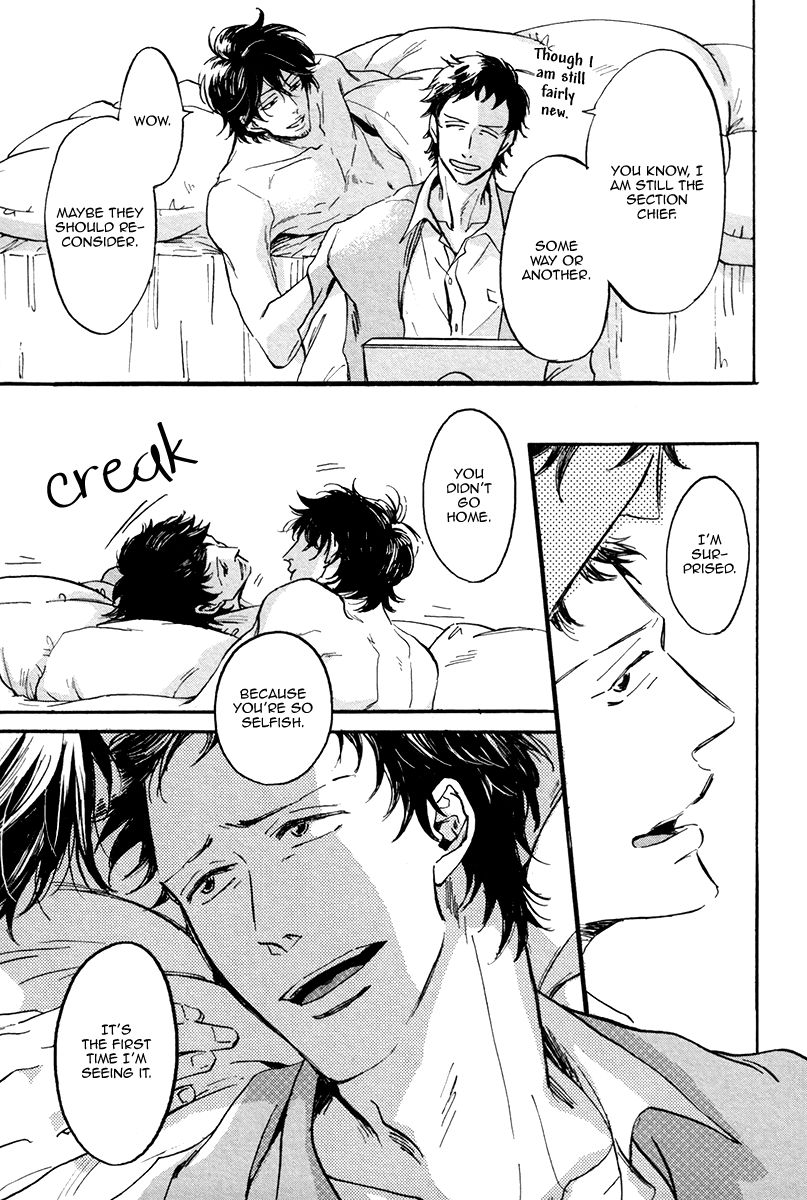 YOU KNOW, I
AM STILL THE
SECTION
CHIEF.
SOME
WAY OR
ANOTHER.
Though I
am still
fairly
new.
WOW.
MAYBE THEY
SHOULD RE-
CONSIDER.
I'M
SUR-
PRISED.
YOU
DIDN'T
GO
HOME.
creak
BECAUSE
YOU'RE SO
SELFISH.
IT'S
THE FIRST
TIME I'M
SEEING IT.